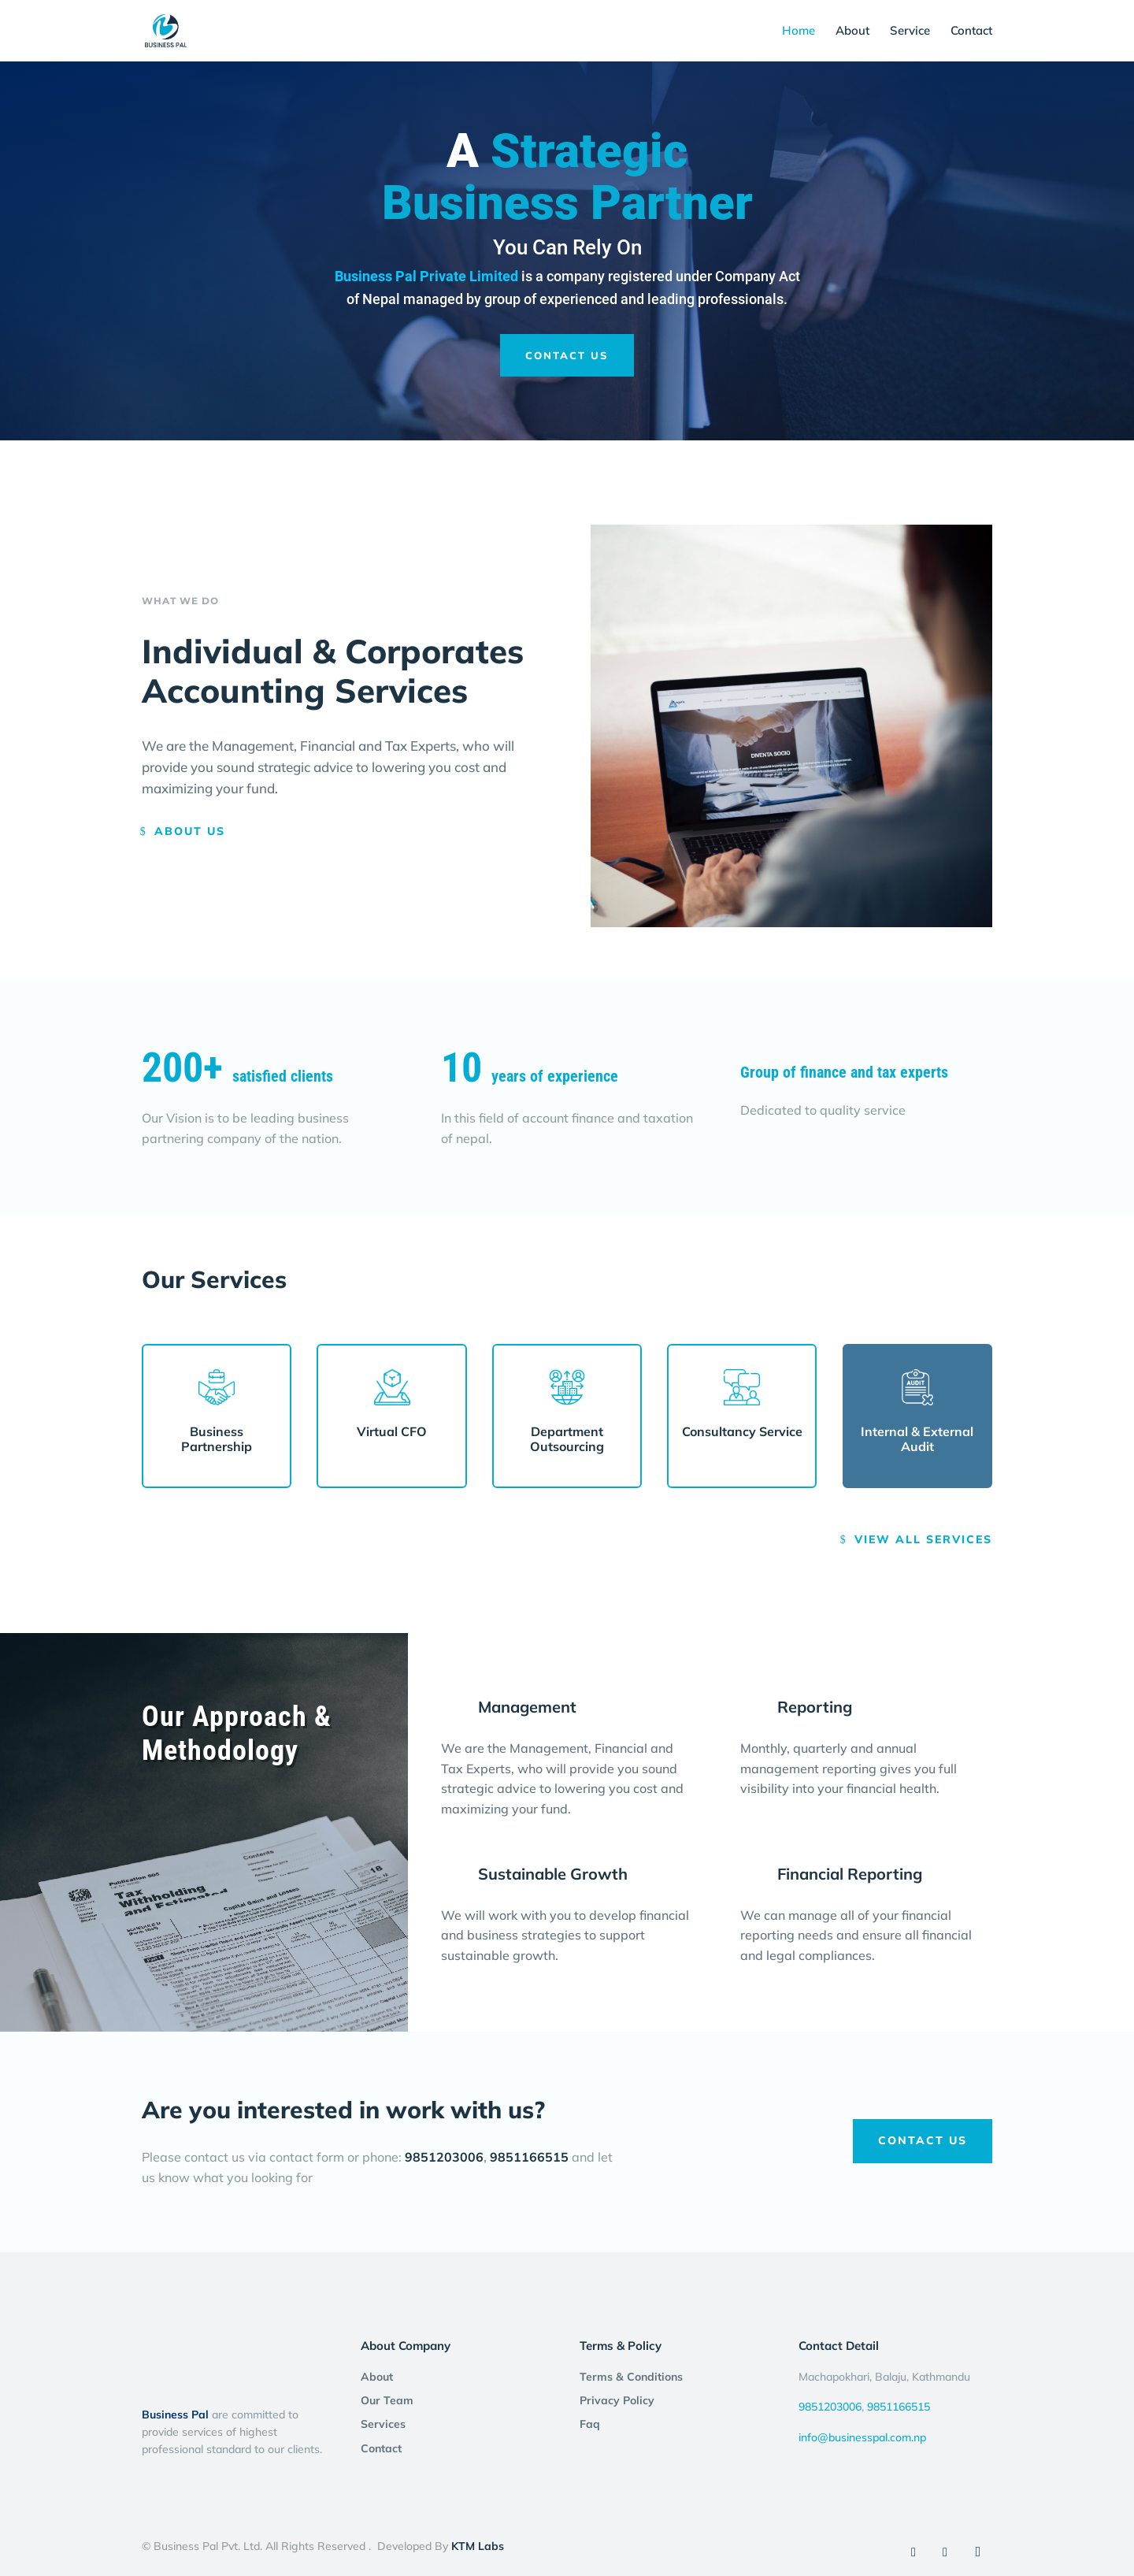 BUSINESS PAL
Home About Service Contact
A Strategic
Business Partner
You Can Rely On
Business Pal Private Limited is a company registered under Company Act
of Nepal managed by group of experienced and leading professionals.
CONTACT US
WHAT WE DO
Individual & Corporates
Accounting Services
We are the Management, Financial and Tax Experts, who will
provide you sound strategic advice to lowering you cost and
maximizing your fund.
$ ABOUT US
DIVENTA SOCIO
200+ satisfied clients
Our Vision is to be leading business
partnering company of the nation.
10 years of experience
In this field of account finance and taxation
of nepal.
Group of finance and tax experts
Dedicated to quality service
Our Services
Business
Partnership
Virtual CFO
Department
Outsourcing
Consultancy Service
AUDIT
Internal & External
Audit
$ VIEW ALL SERVICES
Our Approach &
Methodology
Publication 505
Contents
Tax
Withholding
and Estimated
Capital Gains and Losses
18
Management
We are the Management, Financial and
Tax Experts, who will provide you sound
strategic advice to lowering you cost and
maximizing your fund.
Reporting
Monthly, quarterly and annual
management reporting gives you full
visibility into your financial health.
Sustainable Growth
We will work with you to develop financial
and business strategies to support
sustainable growth.
Financial Reporting
We can manage all of your financial
reporting needs and ensure all financial
and legal compliances.
Are you interested in work with us?
Please contact us via contact form or phone: 9851203006, 9851166515 and let
us know what you looking for
CONTACT US
Business Pal are committed to
provide services of highest
professional standard to our clients.
About Company
About
Our Team
Services
Contact
Terms & Policy
Terms & Conditions
Privacy Policy
Faq
Contact Detail
Machapokhari, Balaju, Kathmandu
9851203006, 9851166515
info@businesspal.com.np
© Business Pal Pvt. Ltd. All Rights Reserved . Developed By KTM Labs